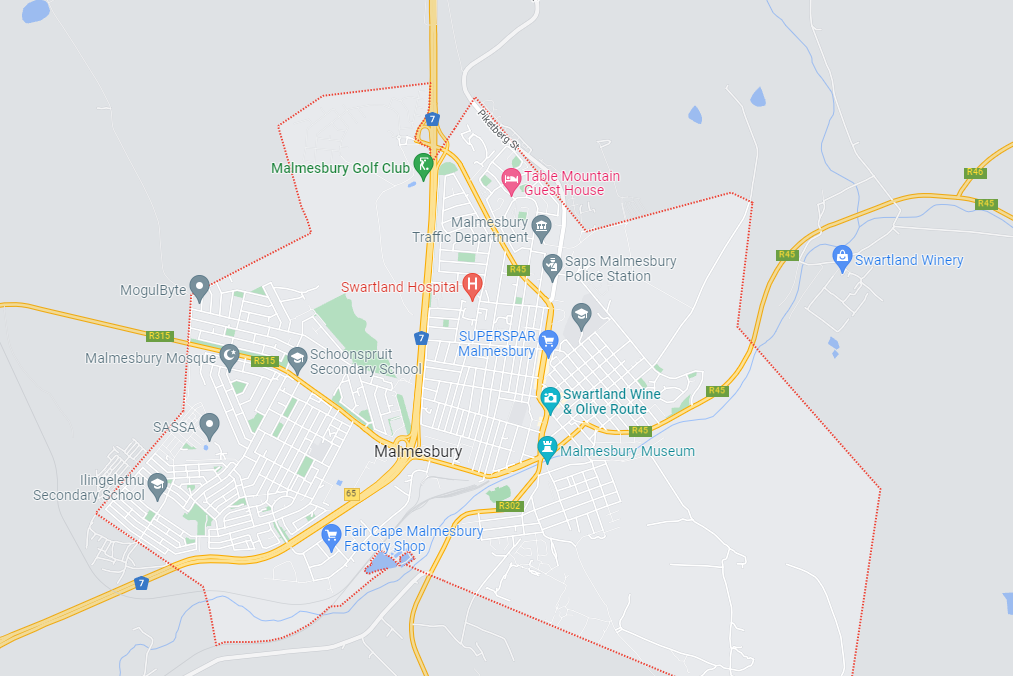 7
Piketberg St
Malmesbury Golf Club
Table Mountain
Guest House
R46
R45
Malmesbury
Traffic Department
R45
Swartland Winery
R45
Saps Malmesbury
Police Station
MogulByte
Swartland Hospital
R315
7
SUPERSPAR
Malmesbury
Malmesbury Mosque
R315
Schoonspruit
Secondary School
R45
Swartland Wine
& Olive Route
SASSA
R45
Malmesbury
Malmesbury Museum
Ilingelethu
Secondary School
65
R302
Fair Cape Malmesbury
Factory Shop
7